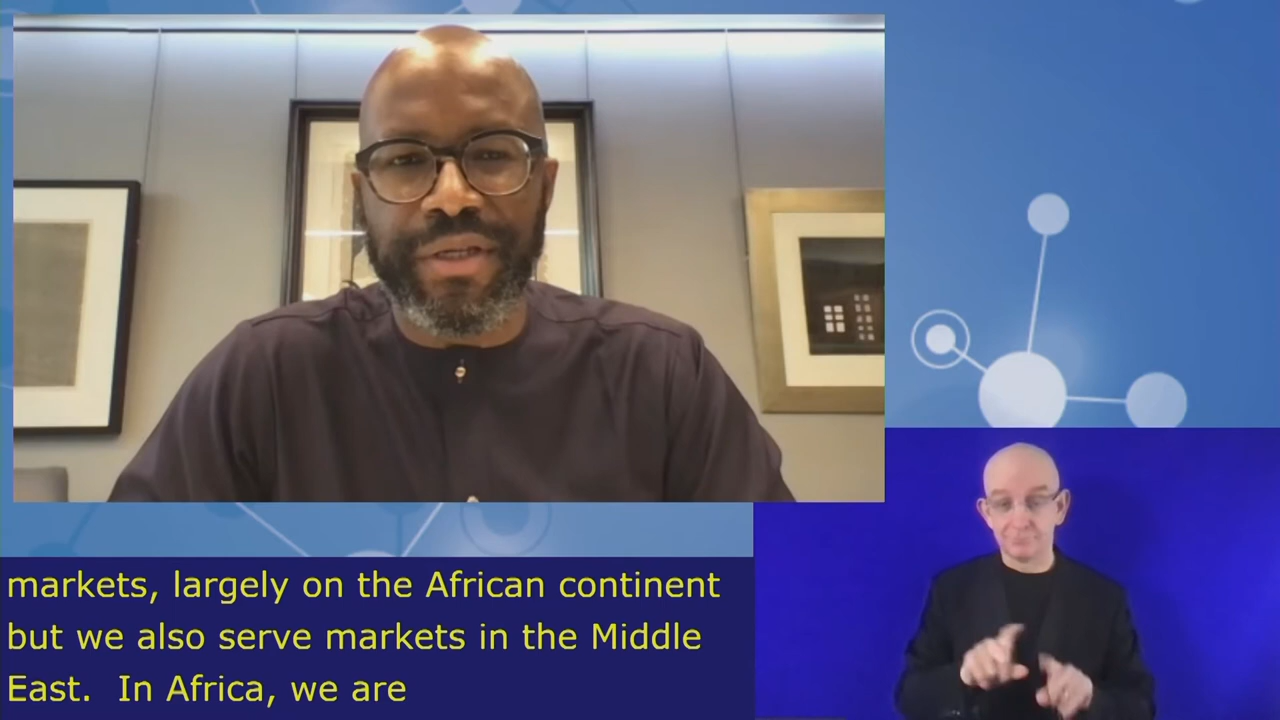 markets, largely on the African continent
but we also serve markets in the Middle
East.  In Africa, we are